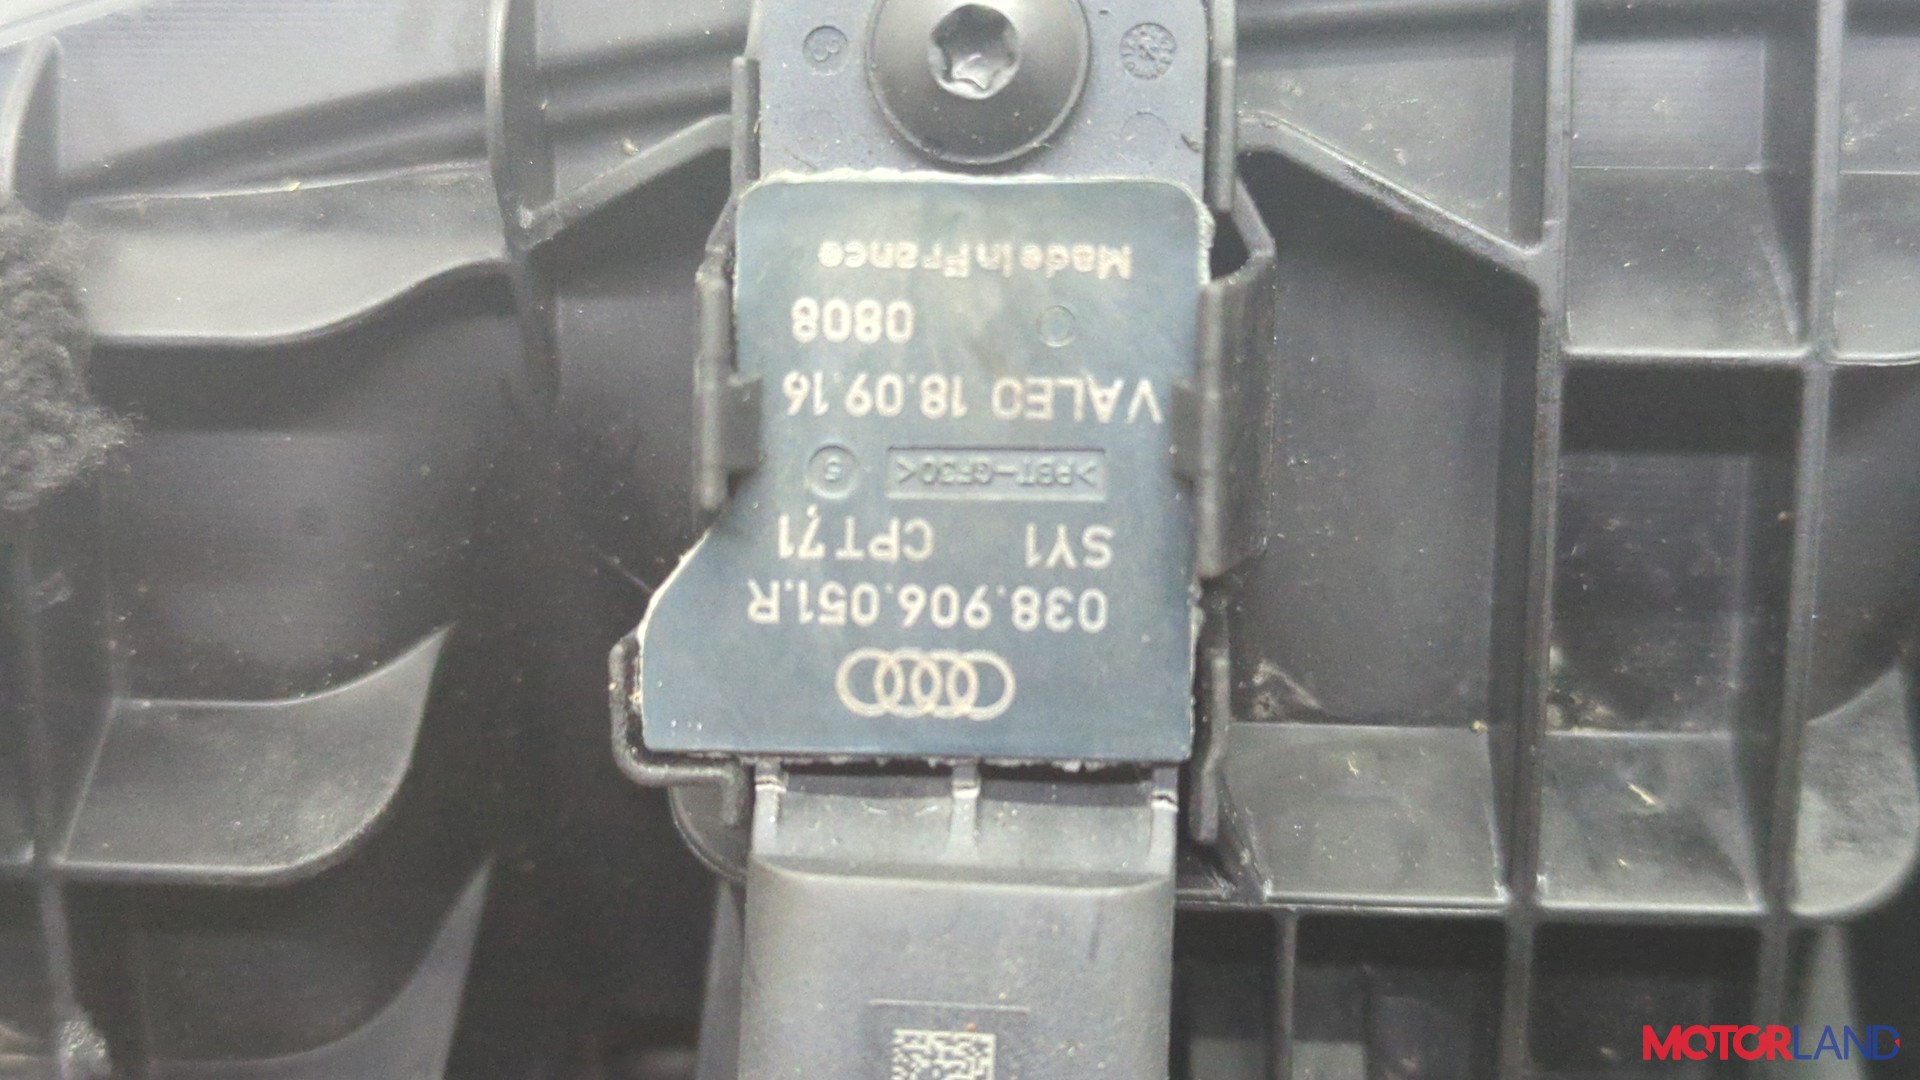 038.906.051.R
SY1 CPT71
>PBT-GF30<
VALEO 18.09.16
0808
Made in France
MOTORLAND